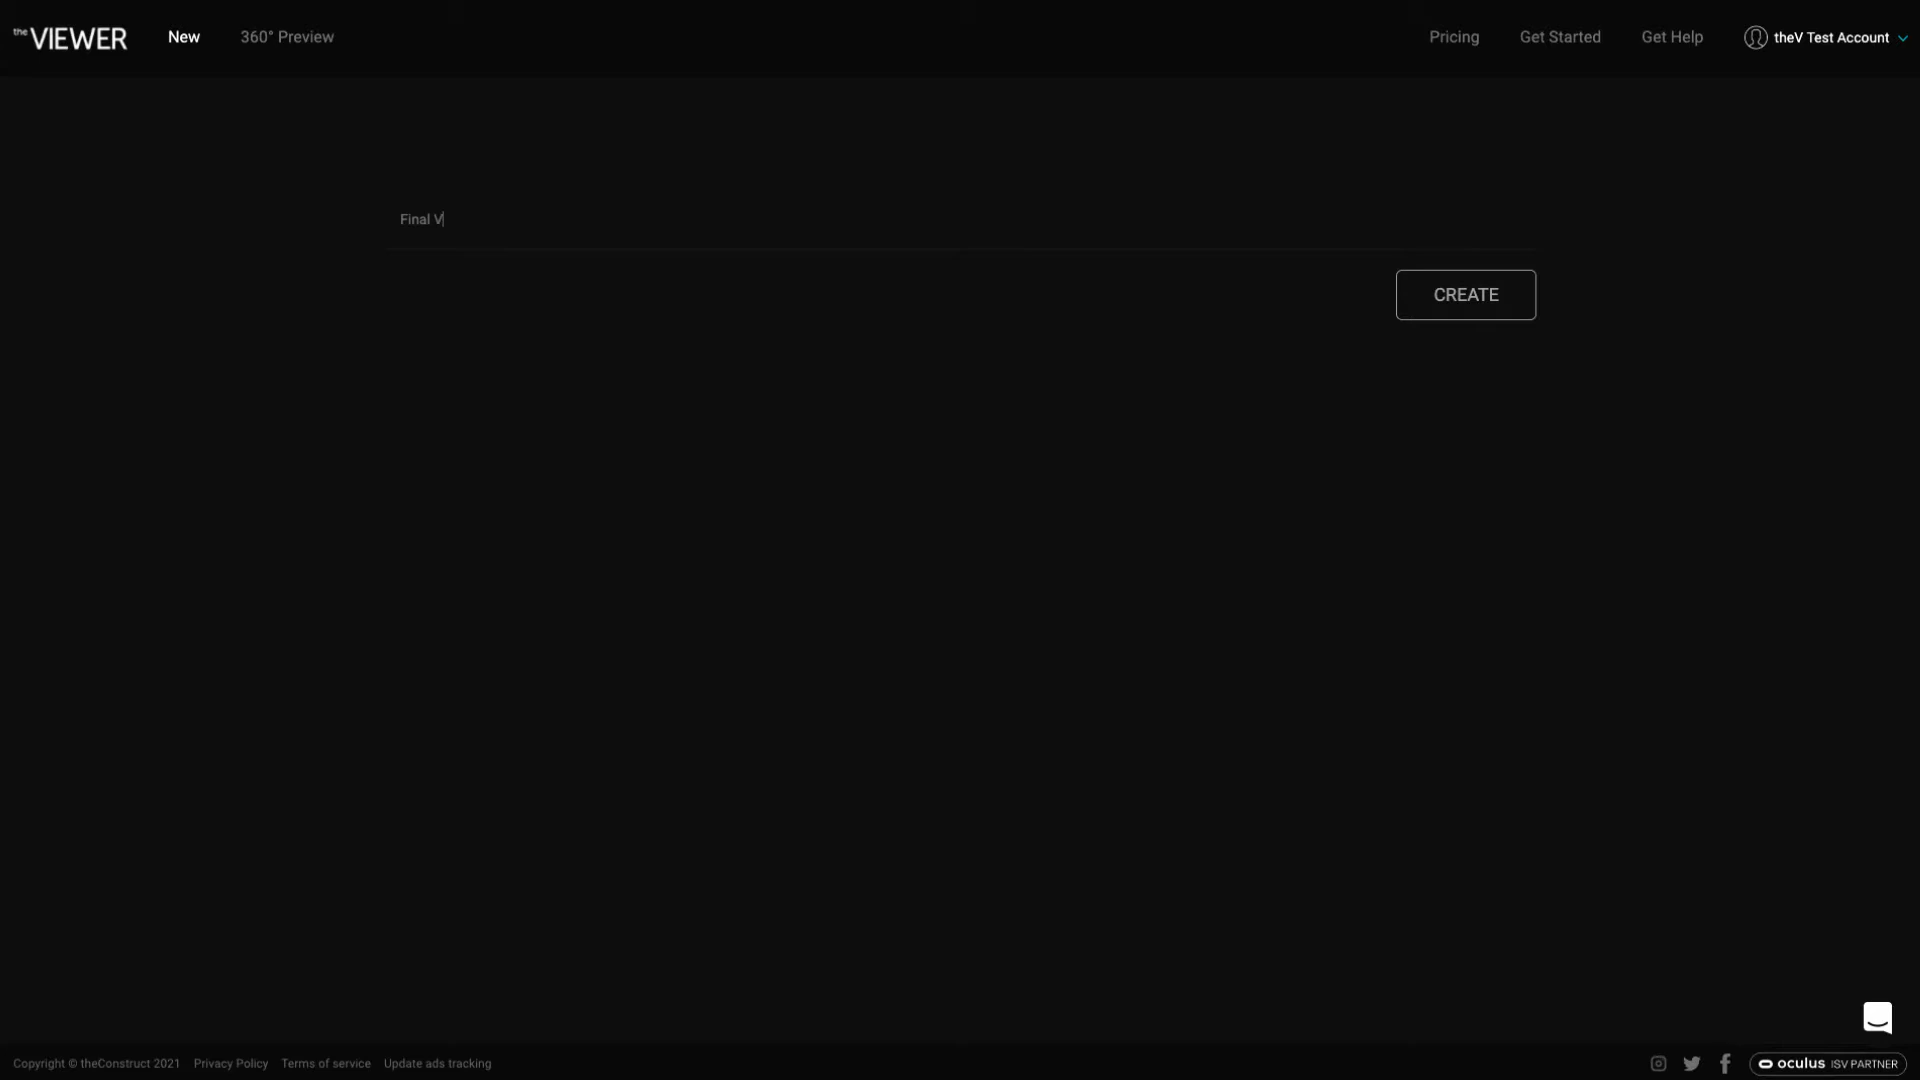 the VIEWER
New
360° Preview
Pricing
Get Started
Get Help
theV Test Account
Final V
CREATE
Copyright © theConstruct 2021
Privacy Policy
Terms of service
Update ads tracking
oculus ISV PARTNER